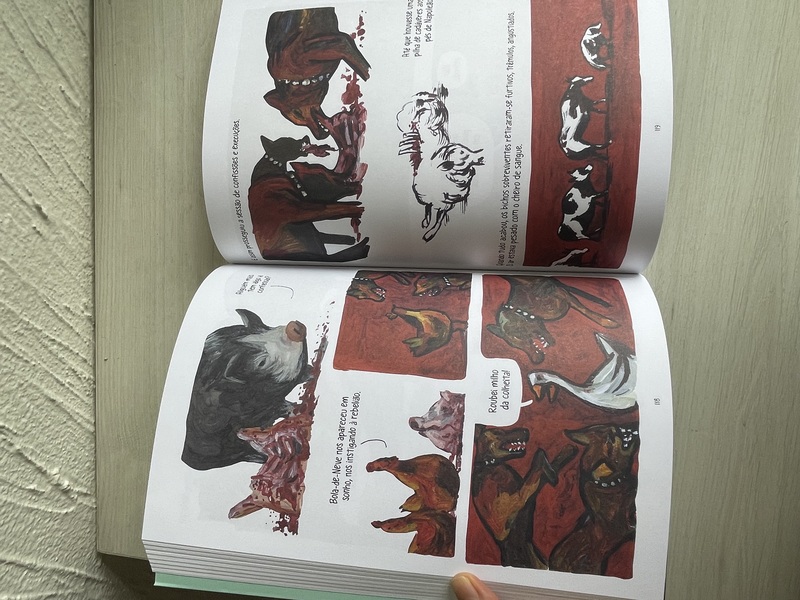 Alguém mais
tem algo a
confessar?
Bola-de-Neve nos apareceu em
sonho, nos instigando à rebelião.
Roubei milho
da colheita!
118
assim prosseguiu a sessão de confissões e execuções.
Até que houvesse uma
pilha de cadáveres aos
pés de Napoleão.
Quando tudo acabou, os bichos sobreviventes retiraram-se furtivos, trêmulos, angustiados.
O ar estava pesado com o cheiro de sangue.
119